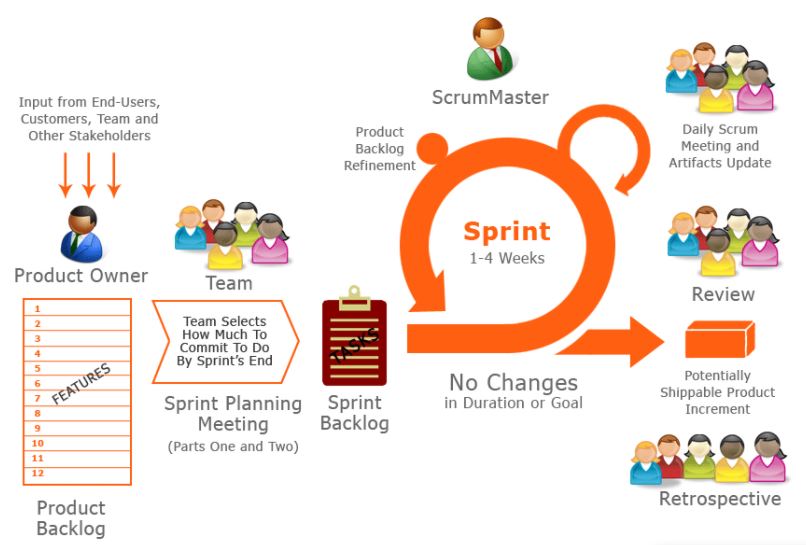 Input from End-Users,
Customers, Team and
Other Stakeholders
Product Owner
1
2
3
4
5
6
7
8
9
10
11
12
FEATURES
Product
Backlog
Team
Team Selects
How Much To
Commit To Do
By Sprint's End
Sprint Planning
Meeting
(Parts One and Two)
TASKS
Sprint
Backlog
ScrumMaster
Product
Backlog
Refinement
Sprint
1-4 Weeks
No Changes
in Duration or Goal
Daily Scrum
Meeting and
Artifacts Update
Review
Potentially
Shippable Product
Increment
Retrospective